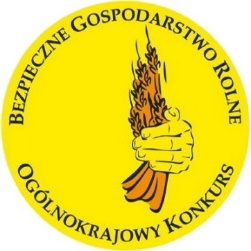 BEZPIECZNE GOSPODARSTWO ROLNE
OGÓLNOKRAJOWY KONKURS